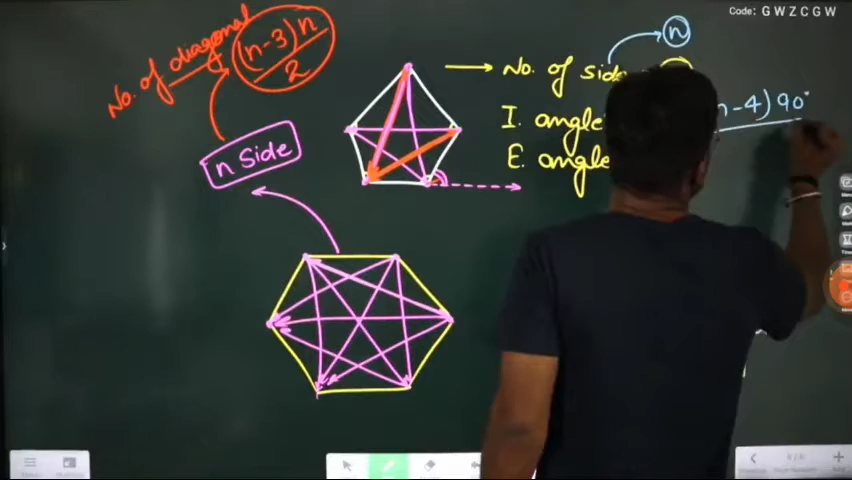 Code: G W Z C G W
n
No. of diagonal
(n-3)n
2
No. of side
I. angle
n-4) 90°
E. angle
n Side